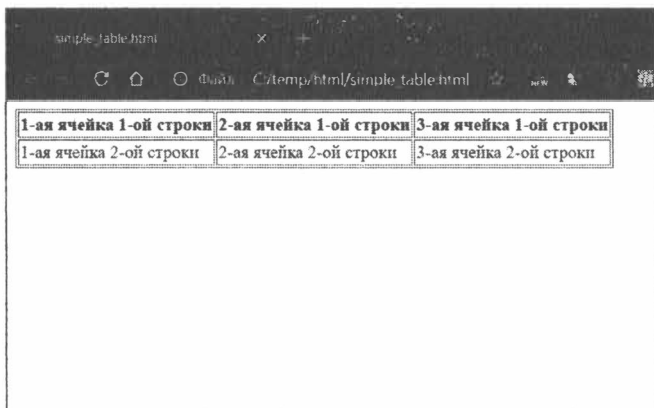 simple_table.html
Файл C:/temp/html/simple_table.html
1-ая ячейка 1-ой строки 2-ая ячейка 1-ой строки 3-ая ячейка 1-ой строки
1-ая ячейка 2-ой строки 2-ая ячейка 2-ой строки 3-ая ячейка 2-ой строки